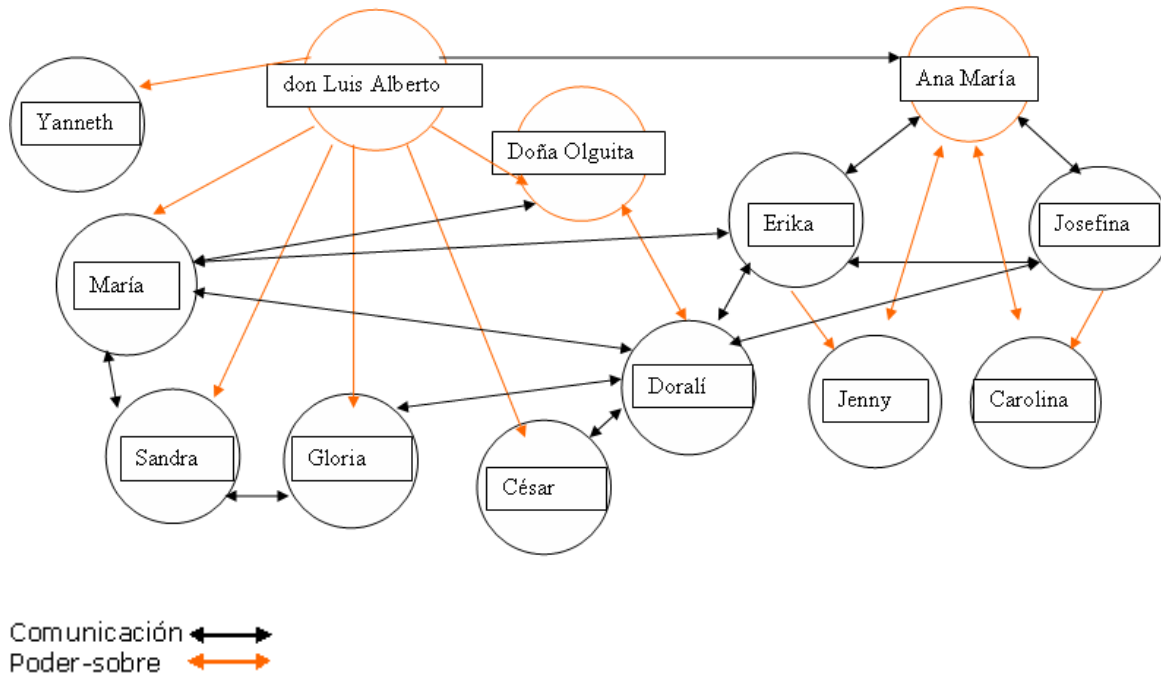 don Luis Alberto
Ana María
Yanneth
Doña Olguita
Erika
Josefina
María
Doralí
Jenny
Carolina
Sandra
Gloria
César
Comunicación
Poder-sobre